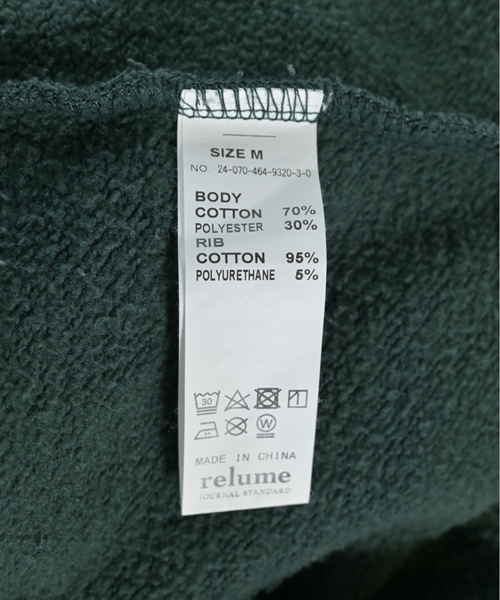 SIZE M
NO. 24-070-464-9320-3-0
BODY
COTTON 70%
POLYESTER 30%
RIB
COTTON 95%
POLYURETHANE 5%
30
W
MADE IN CHINA
relume
JOURNAL STANDARD